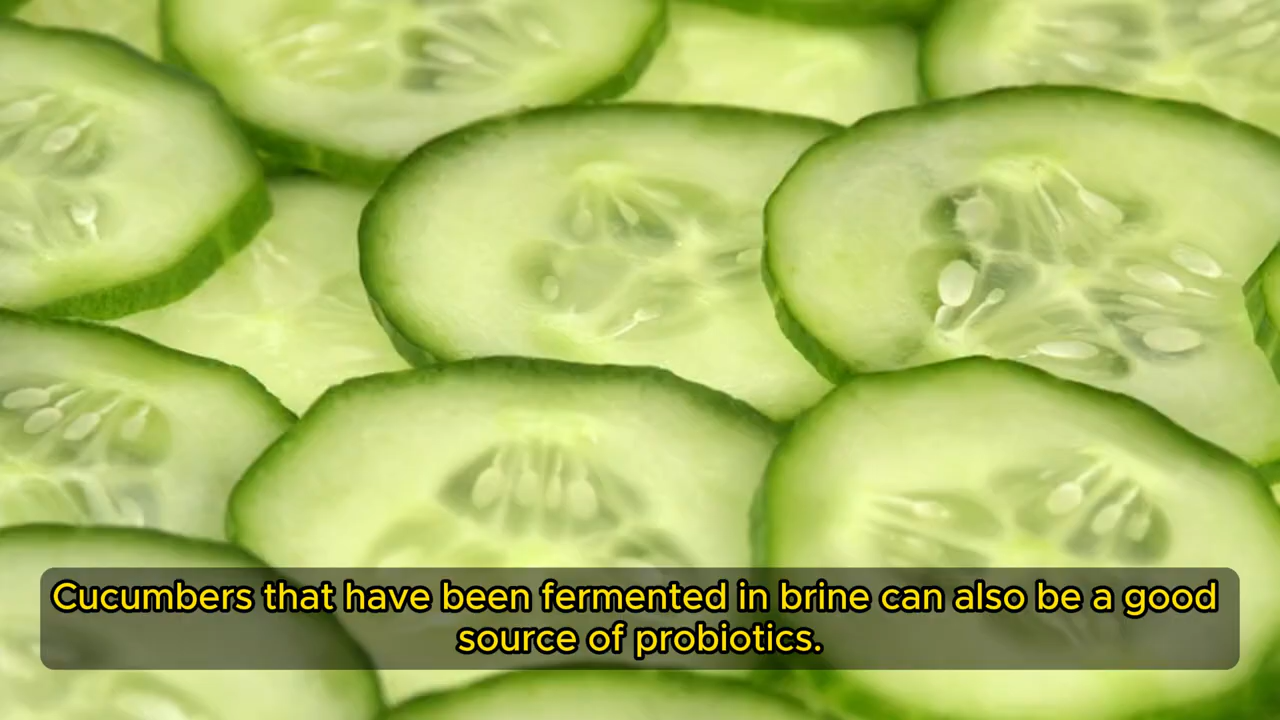 Cucumbers that have been fermented in brine can also be a good
source of probiotics.